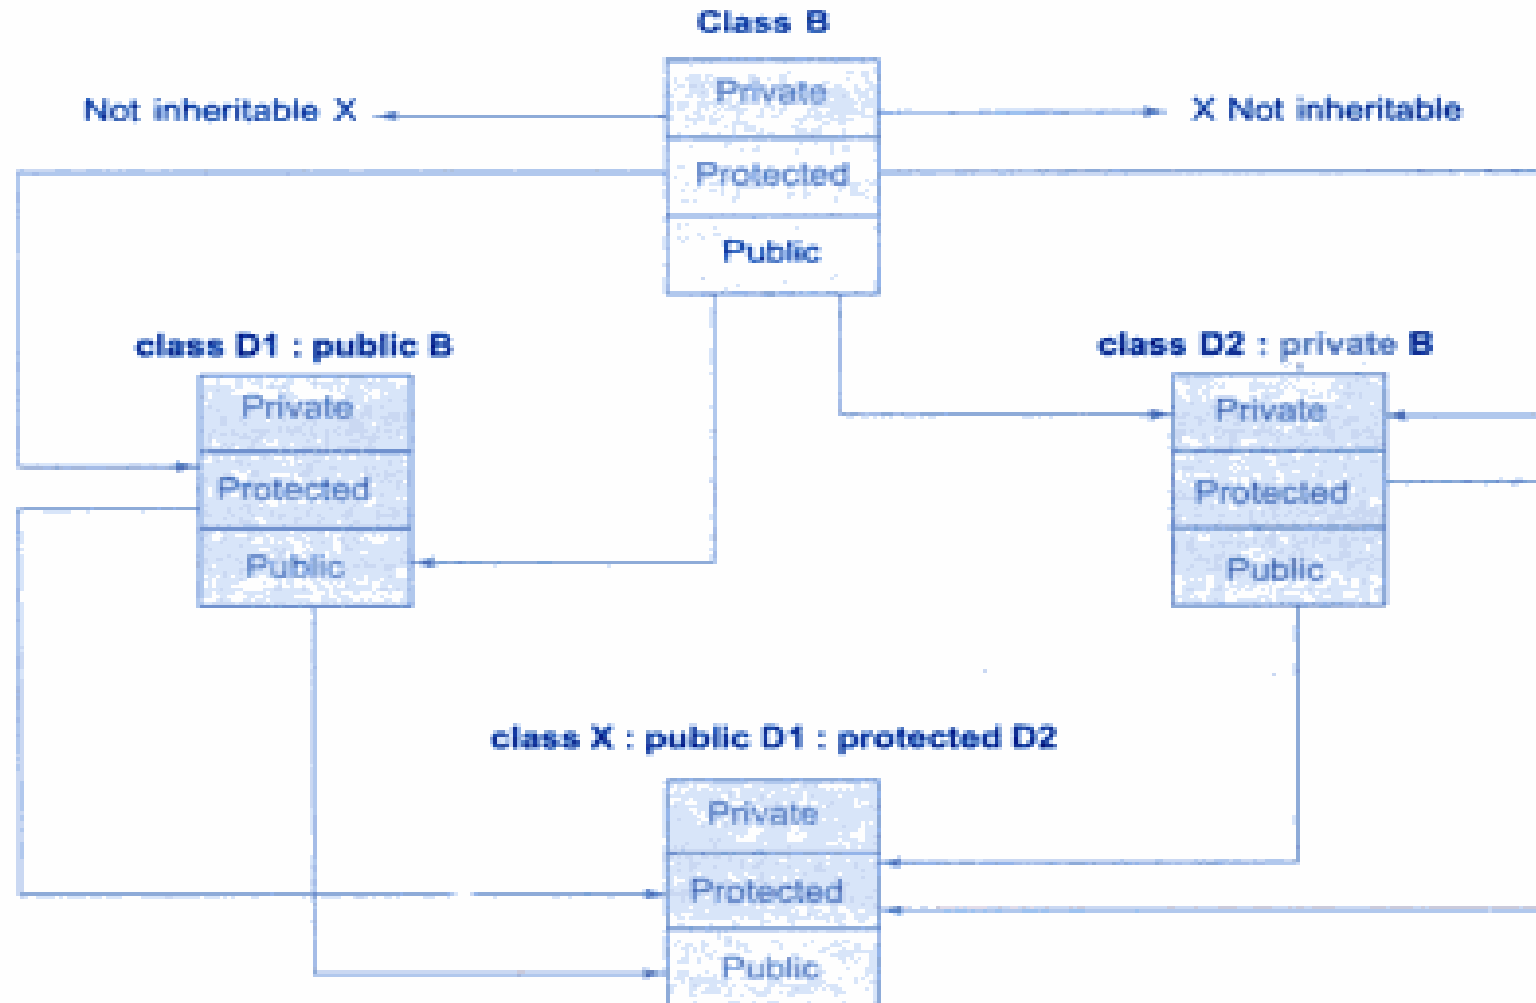 Class B
Private
Not inheritable X
X Not inheritable
Protected
Public
class D1 : public B
class D2 : private B
Private
Private
Protected
Protected
Public
Public
class X : public D1 : protected D2
Private
Protected
Public